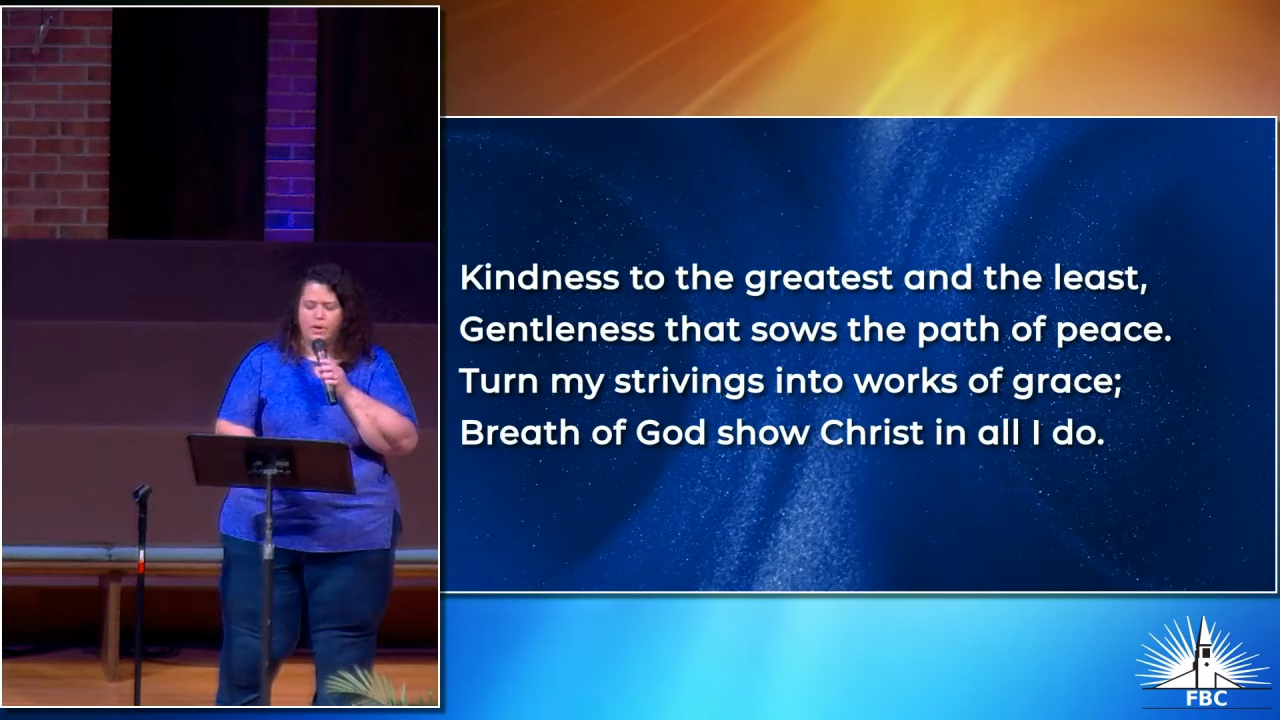 Kindness to the greatest and the least,
Gentleness that sows the path of peace.
Turn my strivings into works of grace;
Breath of God show Christ in all I do.
FBC